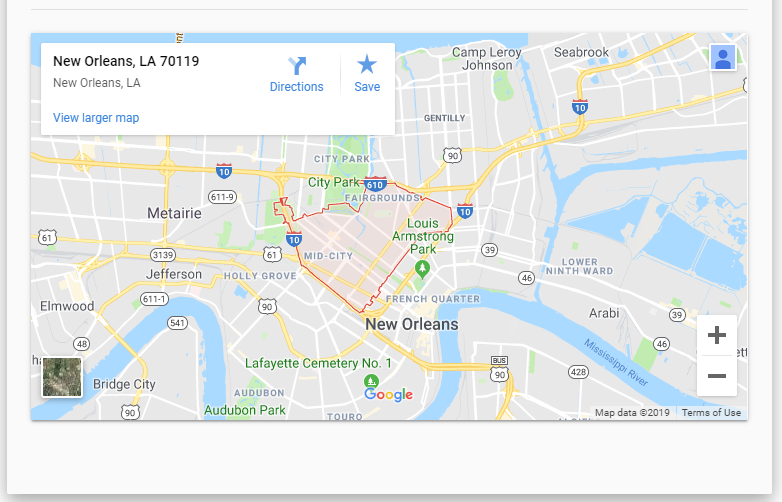 New Orleans, LA 70119
New Orleans, LA
View larger map
Directions
Save
Camp Leroy
Johnson
Seabrook
10
GENTILLY
90
CITY PARK
10
City Park
610
FAIRGROUNDS
611-9
Metairie
10
Louis
Armstrong
Park
61
10
MID-CITY
3139
61
39
Jefferson
HOLLY GROVE
46
LOWER
NINTH WARD
611-1
90
FRENCH QUARTER
Elmwood
Arabi
39
541
New Orleans
48
46
Mississippi River
BUS
90
428
Lafayette Cemetery No. 1
Bridge City
AUDUBON
Google
90
Audubon Park
TOURO
Map data ©2019
Terms of Use